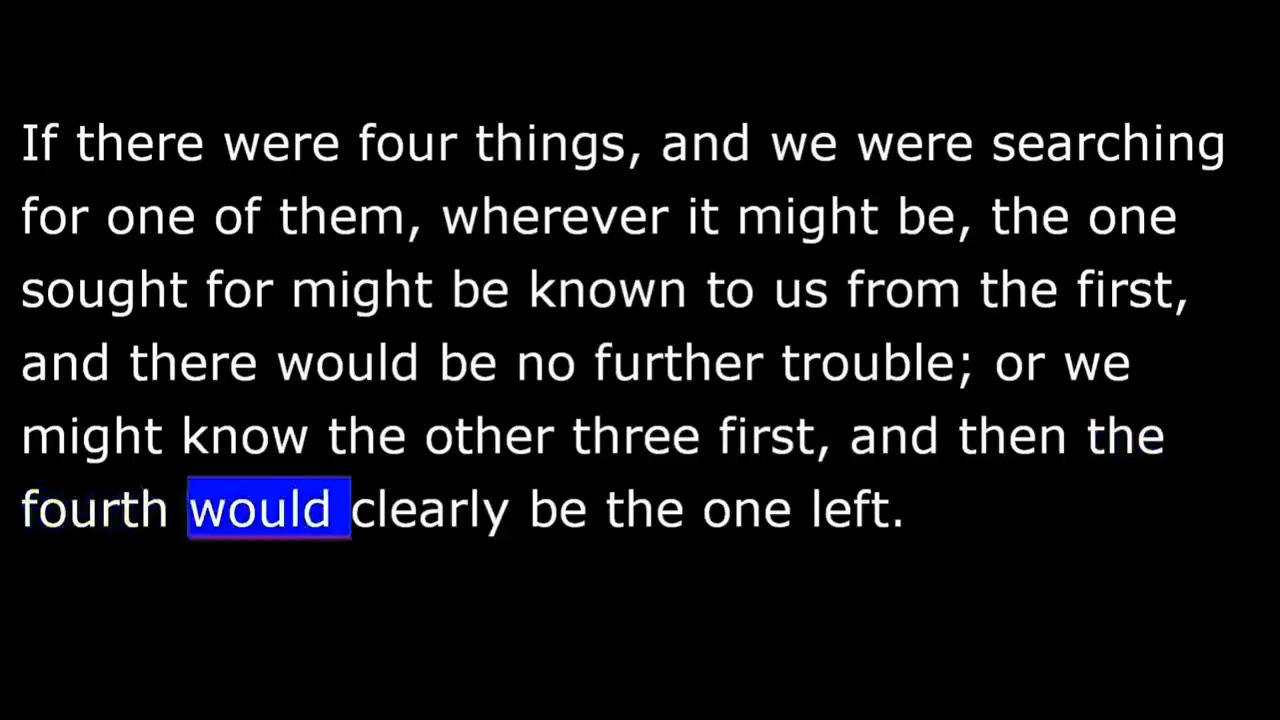 If there were four things, and we were searching
for one of them, wherever it might be, the one
sought for might be known to us from the first,
and there would be no further trouble; or we
might know the other three first, and then the
fourth would clearly be the one left.